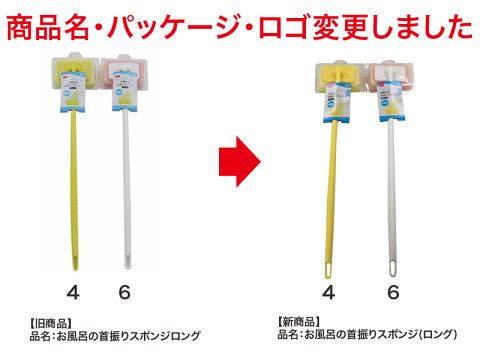 商品名・パッケージ・ロゴ変更しました
4 6
4 6
【旧商品】
品名:お風呂の首振りスポンジロング
【新商品】
品名:お風呂の首振りスポンジ(ロング)